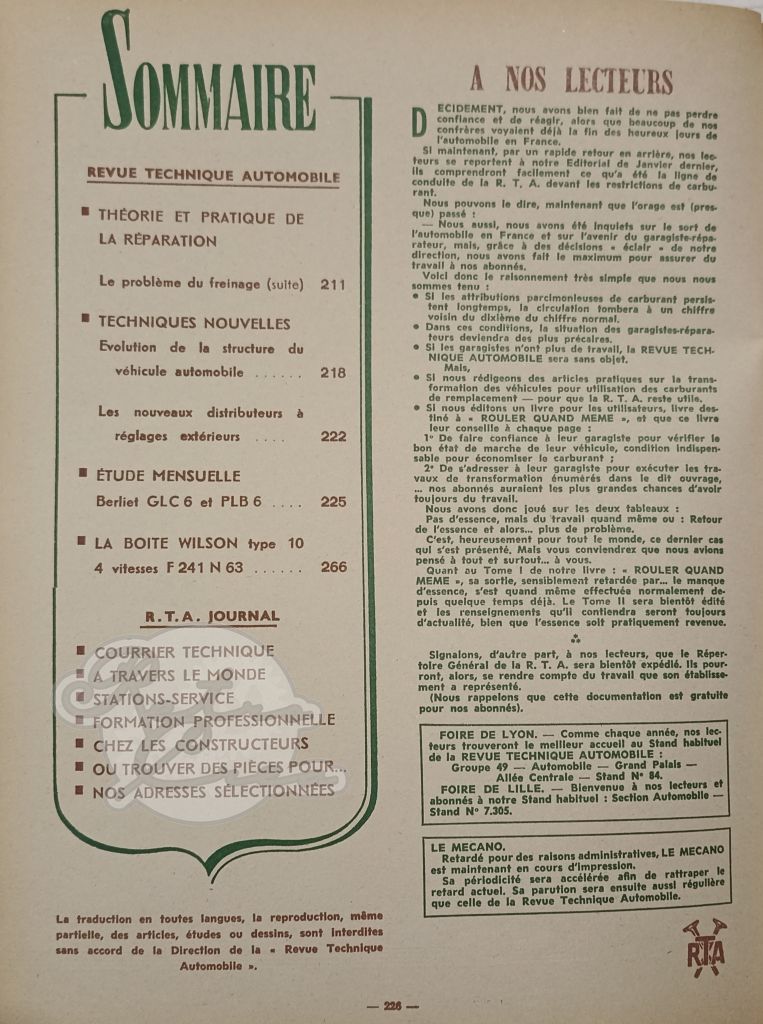 SOMMAIRE
REVUE TECHNIQUE AUTOMOBILE
THÉORIE ET PRATIQUE DE
LA RÉPARATION
Le problème du freinage (suite) 211
TECHNIQUES NOUVELLES
Evolution de la structure du
véhicule automobile ...... 218
Les nouveaux distributeurs à
réglages extérieurs .... 222
ÉTUDE MENSUELLE
Berliet GLC 6 et PLB 6 .... 225
LA BOITE WILSON type 10
4 vitesses F 241 N 63 ...... 266
R.T.A. JOURNAL
COURRIER TECHNIQUE
A TRAVERS LE MONDE
STATIONS-SERVICE
FORMATION PROFESSIONNELLE
CHEZ LES CONSTRUCTEURS
OU TROUVER DES PIÈCES POUR...
NOS ADRESSES SÉLECTIONNÉES
La traduction en toutes langues, la reproduction, même
partielle, des articles, études ou dessins, sont interdites
sans accord de la Direction de la « Revue Technique
Automobile ».
A NOS LECTEURS
DECIDEMENT, nous avons bien fait de ne pas perdre
confiance et de réagir, alors que beaucoup de nos
confrères voyaient déjà la fin des heureux jours de
l'automobile en France.
Si maintenant, par un rapide retour en arrière, nos lec-
teurs se reportent à notre Editorial de Janvier dernier,
ils comprendront facilement ce qu'a été la ligne de
conduite de la R. T. A. devant les restrictions de carbu-
rant.
Nous pouvons le dire, maintenant que l'orage est (pres-
que) passé :
— Nous aussi, nous avons été inquiets sur le sort de
l'automobile en France et sur l'avenir du garagiste-répa-
rateur, mais, grâce à des décisions « éclair » de notre
direction, nous avons fait le maximum pour assurer du
travail à nos abonnés.
Voici donc le raisonnement très simple que nous nous
sommes tenu :
• Si les attributions parcimonieuses de carburant persis-
tent longtemps, la circulation tombera à un chiffre
voisin du dixième du chiffre normal.
• Dans ces conditions, la situation des garagistes-répara-
teurs deviendra des plus précaires.
• Si les garagistes n'ont plus de travail, la REVUE TECH-
NIQUE AUTOMOBILE sera sans objet.
Mais,
• Si nous rédigeons des articles pratiques sur la trans-
formation des véhicules pour utilisation des carburants
de remplacement — pour que la R. T. A. reste utile.
• Si nous éditons un livre pour les utilisateurs, livre des-
tiné à « ROULER QUAND MEME », et que ce livre
leur conseille à chaque page :
1° De faire confiance à leur garagiste pour vérifier le
bon état de marche de leur véhicule, condition indispen-
sable pour économiser le carburant ;
2° De s'adresser à leur garagiste pour exécuter les tra-
vaux de transformation énumérés dans le dit ouvrage,
... nos abonnés auraient les plus grandes chances d'avoir
toujours du travail.
Nous avons donc joué sur les deux tableaux :
Pas d'essence, mais du travail quand même ou : Retour
de l'essence et alors... plus de problème.
C'est, heureusement pour tout le monde, ce dernier cas
qui s'est présenté. Mais vous conviendrez que nous avions
pensé à tout et surtout... à vous.
Quant au Tome I de notre livre : « ROULER QUAND
MEME », sa sortie, sensiblement retardée par... le manque
d'essence, s'est quand même effectuée normalement de-
puis quelque temps déjà. Le Tome II sera bientôt édité
et les renseignements qu'il contiendra seront toujours
d'actualité, bien que l'essence soit pratiquement revenue.
Signalons, d'autre part, à nos lecteurs, que le Réper-
toire Général de la R. T. A. sera bientôt expédié. Ils pour-
ront, alors, se rendre compte du travail que son établisse-
ment a représenté.
(Nous rappelons que cette documentation est gratuite
pour nos abonnés).
FOIRE DE LYON. — Comme chaque année, nos lec-
teurs trouveront le meilleur accueil au Stand habituel
de la REVUE TECHNIQUE AUTOMOBILE :
Groupe 49 — Automobile — Grand Palais —
Allée Centrale — Stand N° 84.
FOIRE DE LILLE. — Bienvenue à nos lecteurs et
abonnés à notre Stand habituel : Section Automobile —
Stand N° 7.305.
LE MECANO.
Retardé pour des raisons administratives, LE MECANO
est maintenant en cours d'impression.
Sa périodicité sera accélérée afin de rattraper le
retard actuel. Sa parution sera ensuite aussi régulière
que celle de la Revue Technique Automobile.
RTA
— 226 —